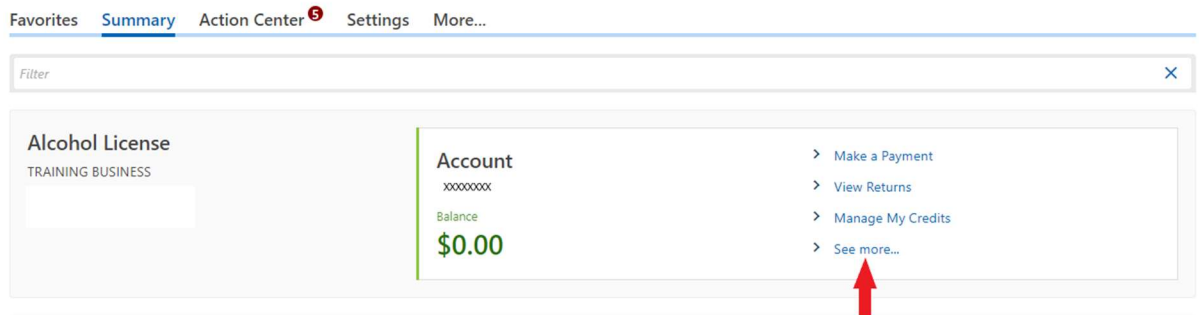 Favorites Summary Action Center 5 Settings More...
Filter
Alcohol License
TRAINING BUSINESS
Account
xxxxxxxx
Balance
$0.00
Make a Payment
View Returns
Manage My Credits
See more...